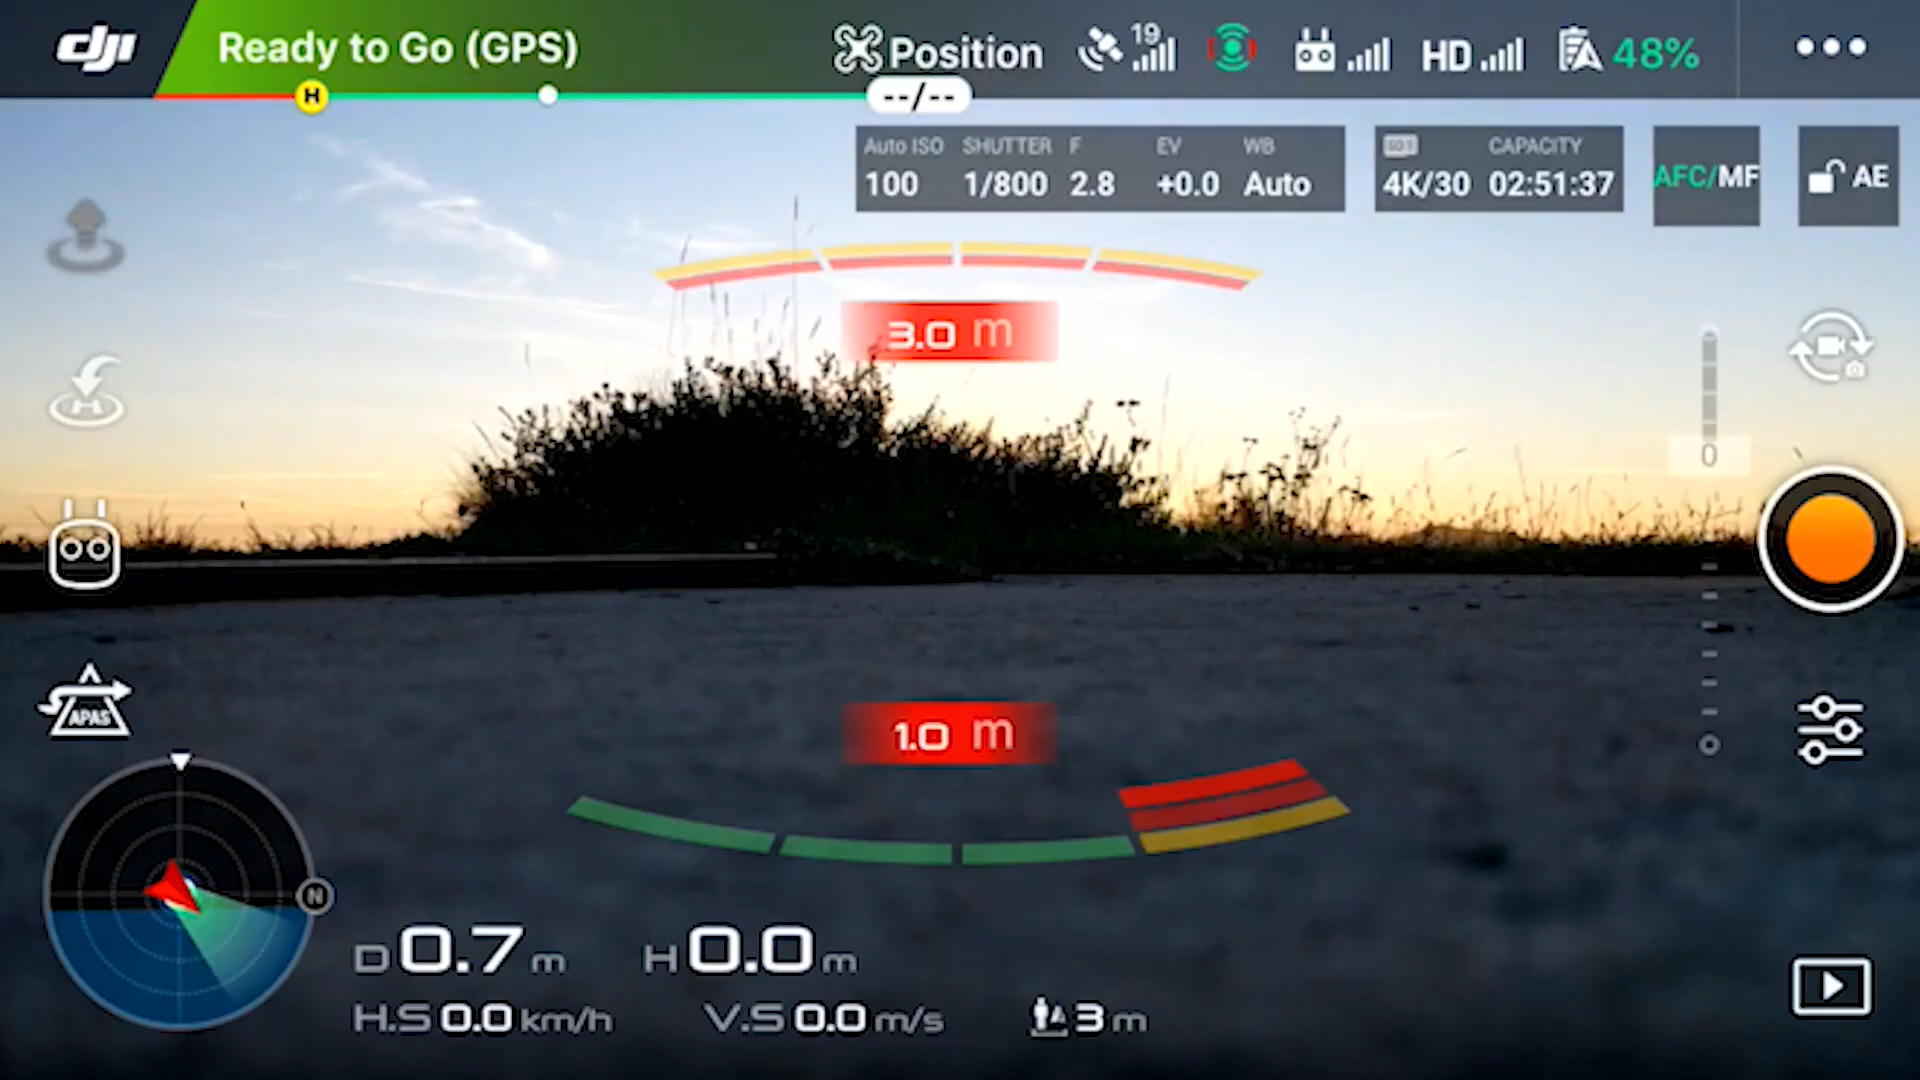 dji Ready to Go (GPS) Position 19 HD 48%
H --/--
Auto ISO SHUTTER F EV WB CAPACITY
100 1/800 2.8 +0.0 Auto 4K/30 02:51:37 AFC/MF AE
3.0 m
0
H
APAS
1.0 m
N
D 0.7 m H 0.0 m
H.S 0.0 km/h V.S 0.0 m/s 3 m